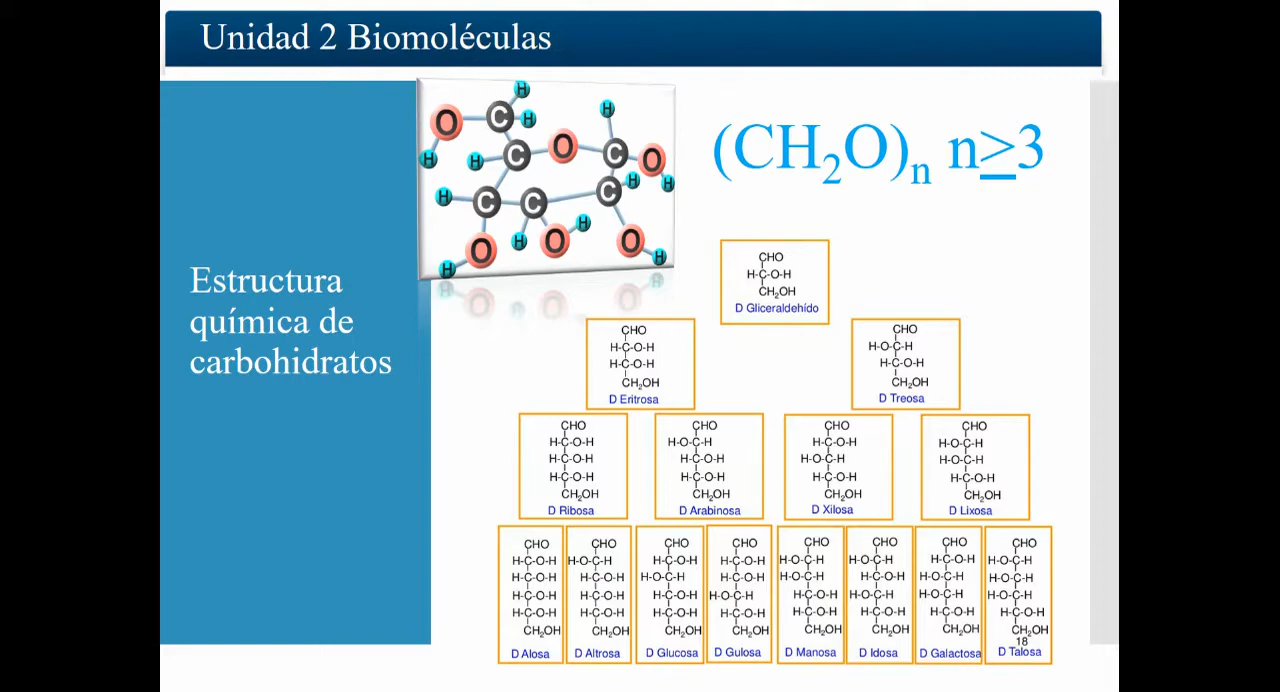 Unidad 2 Biomoléculas
Estructura
química de
carbohidratos
H
O C H
H
H
H C O C O
H
H C C C H
H O H
O O
H H
(CH₂O)n n≥3
CHO
H-C-O-H
CH₂OH
D Gliceraldehído
CHO
H-C-O-H
H-C-O-H
CH₂OH
D Eritrosa
CHO
H-O-C-H
H-C-O-H
CH₂OH
D Treosa
CHO
H-C-O-H
H-C-O-H
H-C-O-H
CH₂OH
D Ribosa
CHO
H-O-C-H
H-C-O-H
H-C-O-H
CH₂OH
D Arabinosa
CHO
H-C-O-H
H-O-C-H
H-C-O-H
CH₂OH
D Xilosa
CHO
H-O-C-H
H-O-C-H
H-C-O-H
CH₂OH
D Lixosa
CHO
H-C-O-H
H-C-O-H
H-C-O-H
H-C-O-H
CH₂OH
D Alosa
CHO
H-O-C-H
H-C-O-H
H-C-O-H
H-C-O-H
CH₂OH
D Altrosa
CHO
H-C-O-H
H-O-C-H
H-C-O-H
H-C-O-H
CH₂OH
D Glucosa
CHO
H-C-O-H
H-C-O-H
H-O-C-H
H-C-O-H
CH₂OH
D Gulosa
CHO
H-O-C-H
H-O-C-H
H-C-O-H
H-C-O-H
CH₂OH
D Manosa
CHO
H-O-C-H
H-C-O-H
H-O-C-H
H-C-O-H
CH₂OH
D Idosa
CHO
H-C-O-H
H-O-C-H
H-O-C-H
H-C-O-H
CH₂OH
D Galactosa
CHO
H-O-C-H
H-O-C-H
H-O-C-H
H-C-O-H
CH₂OH
18
D Talosa